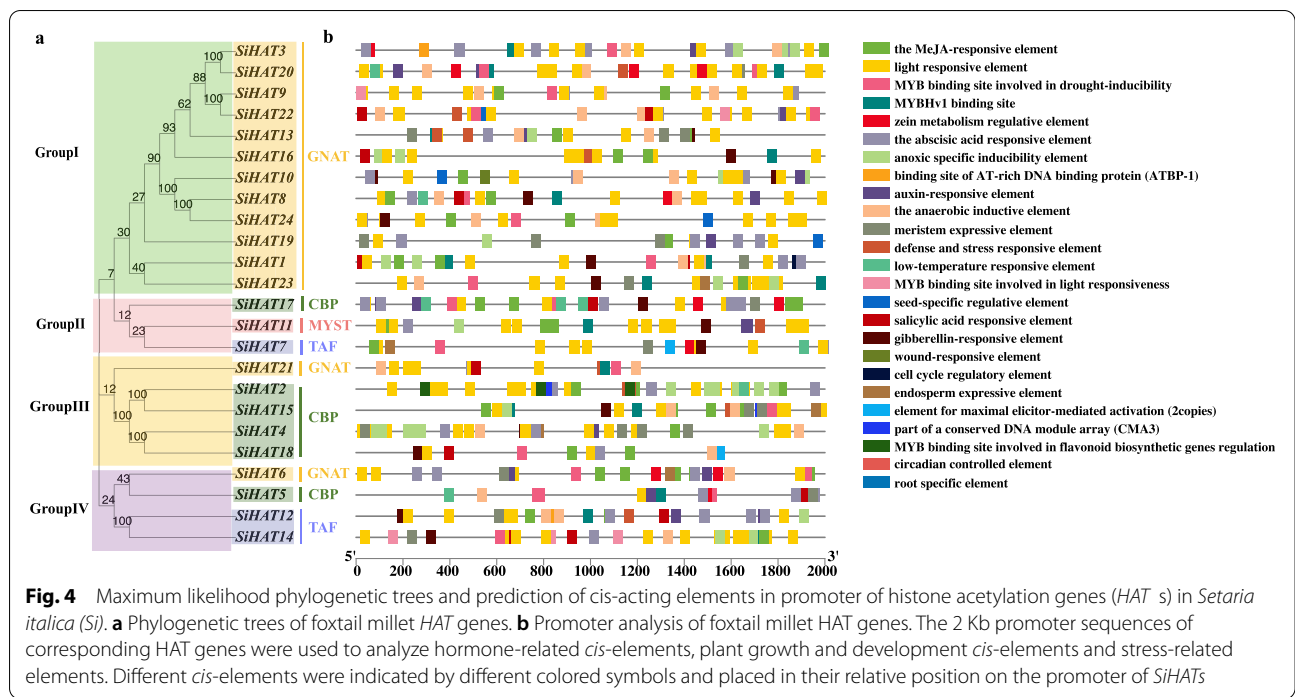 a
b
SiHAT3
SiHAT20
SiHAT9
SiHAT22
SiHAT13
SiHAT16
SiHAT10
SiHAT8
SiHAT24
SiHAT19
SiHAT1
SiHAT23
SiHAT17
SiHAT11
SiHAT7
SiHAT21
SiHAT2
SiHAT15
SiHAT4
SiHAT18
SiHAT6
SiHAT5
SiHAT12
SiHAT14
100
88
100
62
93
90
100
100
27
30
40
7
12
23
12
100
100
100
43
24
100
GroupI
GroupII
GroupIII
GroupIV
GNAT
CBP
MYST
TAF
GNAT
CBP
GNAT
CBP
TAF
5'
3'
0 200 400 600 800 1000 1200 1400 1600 1800 2000
the MeJA-responsive element
light responsive element
MYB binding site involved in drought-inducibility
MYBHv1 binding site
zein metabolism regulative element
the abscisic acid responsive element
anoxic specific inducibility element
binding site of AT-rich DNA binding protein (ATBP-1)
auxin-responsive element
the anaerobic inductive element
meristem expressive element
defense and stress responsive element
low-temperature responsive element
MYB binding site involved in light responsiveness
seed-specific regulative element
salicylic acid responsive element
gibberellin-responsive element
wound-responsive element
cell cycle regulatory element
endosperm expressive element
element for maximal elicitor-mediated activation (2copies)
part of a conserved DNA module array (CMA3)
MYB binding site involved in flavonoid biosynthetic genes regulation
circadian controlled element
root specific element
Fig. 4 Maximum likelihood phylogenetic trees and prediction of cis-acting elements in promoter of histone acetylation genes (HAT s) in Setaria
italica (Si). a Phylogenetic trees of foxtail millet HAT genes. b Promoter analysis of foxtail millet HAT genes. The 2 Kb promoter sequences of
corresponding HAT genes were used to analyze hormone-related cis-elements, plant growth and development cis-elements and stress-related
elements. Different cis-elements were indicated by different colored symbols and placed in their relative position on the promoter of SiHATs